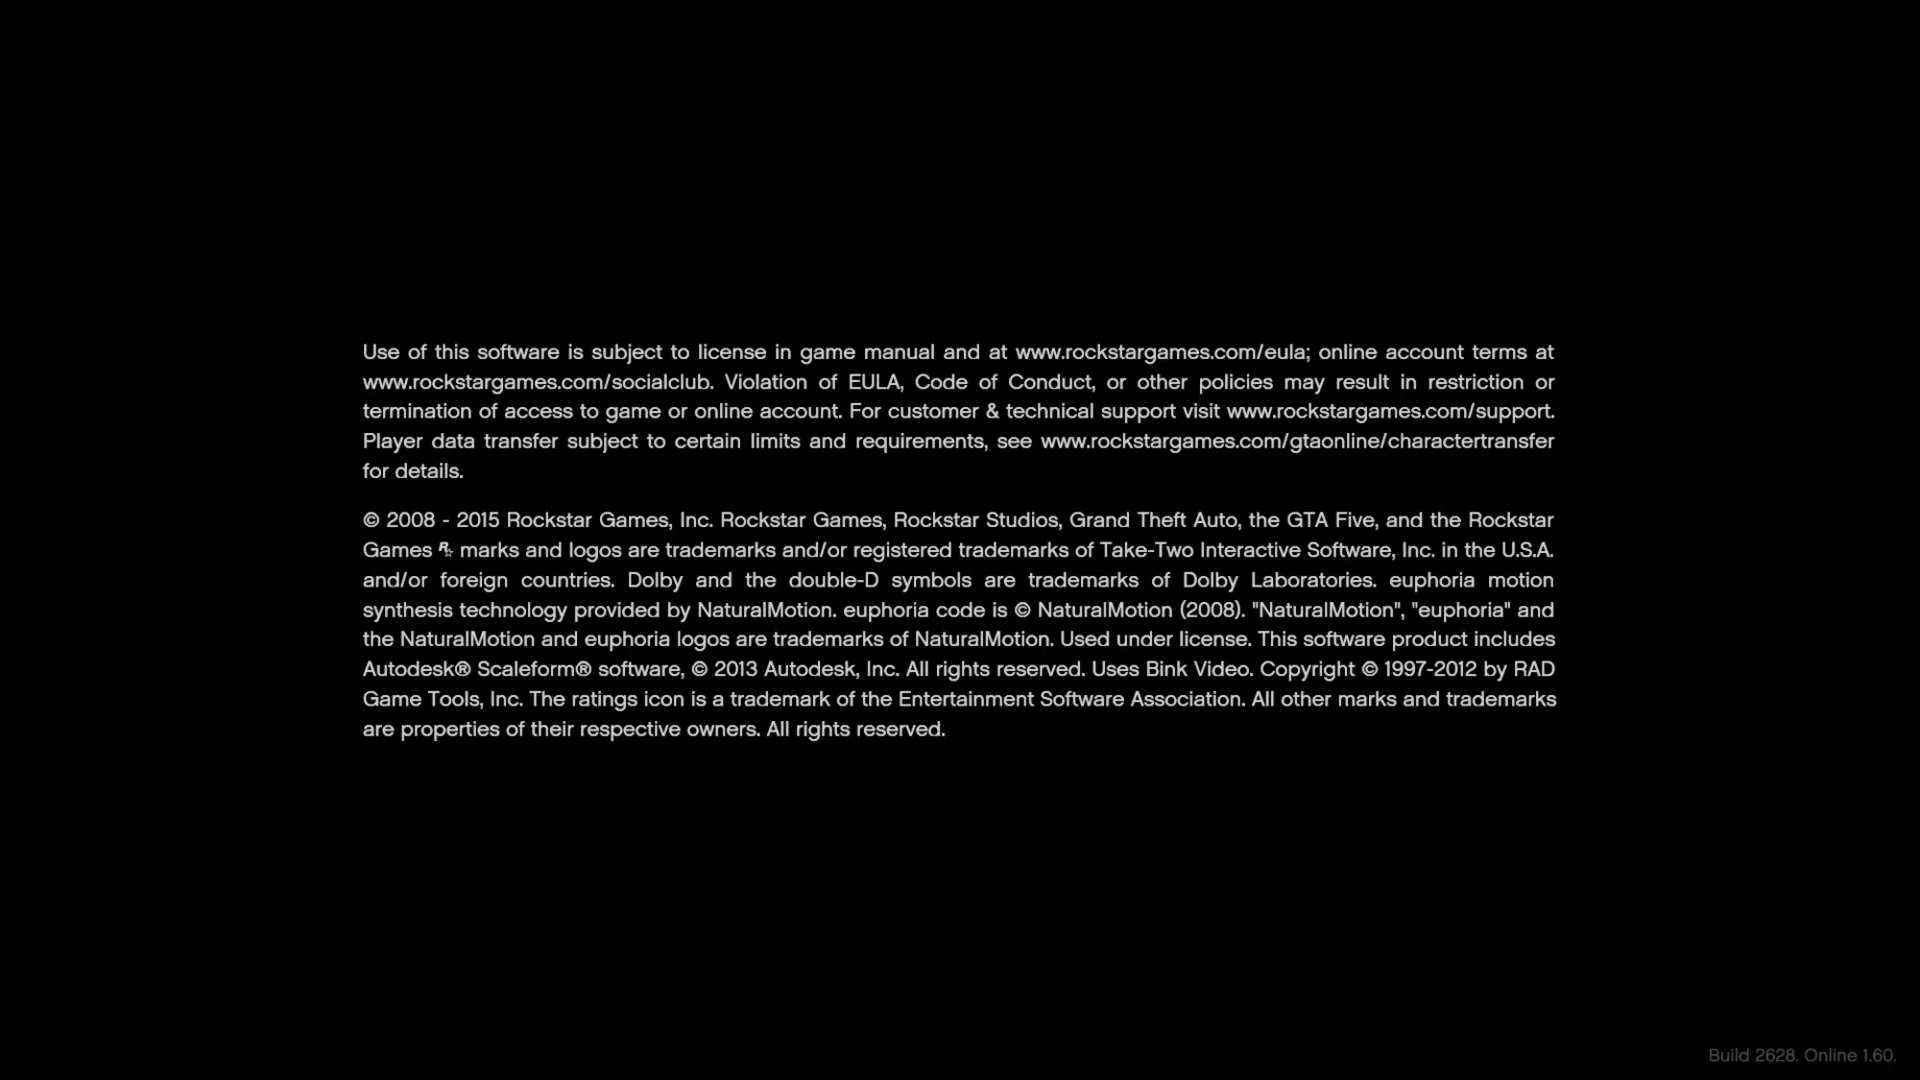 Use of this software is subject to license in game manual and at www.rockstargames.com/eula; online account terms at
www.rockstargames.com/socialclub. Violation of EULA, Code of Conduct, or other policies may result in restriction or
termination of access to game or online account. For customer & technical support visit www.rockstargames.com/support.
Player data transfer subject to certain limits and requirements, see www.rockstargames.com/gtaonline/charactertransfer
for details.
© 2008 - 2015 Rockstar Games, Inc. Rockstar Games, Rockstar Studios, Grand Theft Auto, the GTA Five, and the Rockstar
Games R* marks and logos are trademarks and/or registered trademarks of Take-Two Interactive Software, Inc. in the U.S.A.
and/or foreign countries. Dolby and the double-D symbols are trademarks of Dolby Laboratories. euphoria motion
synthesis technology provided by NaturalMotion. euphoria code is © NaturalMotion (2008). "NaturalMotion", "euphoria" and
the NaturalMotion and euphoria logos are trademarks of NaturalMotion. Used under license. This software product includes
Autodesk® Scaleform® software, © 2013 Autodesk, Inc. All rights reserved. Uses Bink Video. Copyright © 1997-2012 by RAD
Game Tools, Inc. The ratings icon is a trademark of the Entertainment Software Association. All other marks and trademarks
are properties of their respective owners. All rights reserved.
Build 2628. Online 1.60.